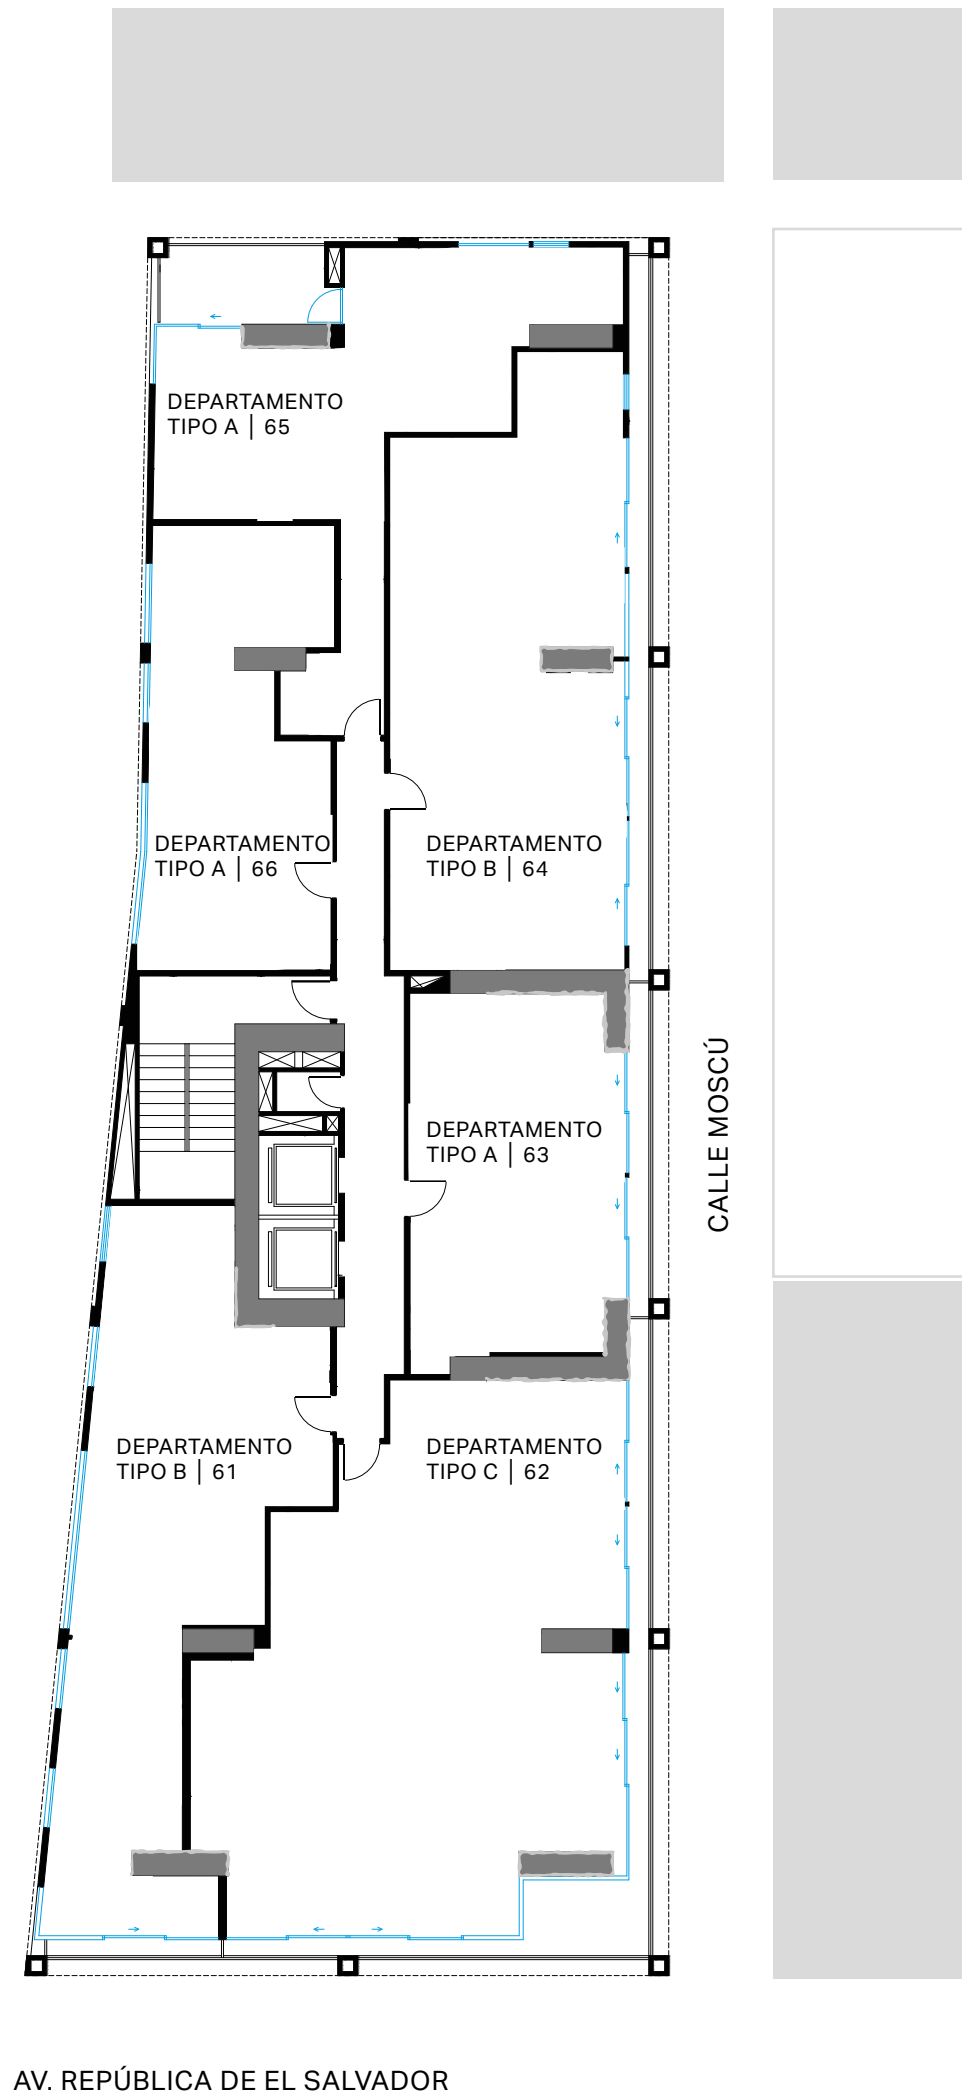 DEPARTAMENTO
TIPO A | 65
DEPARTAMENTO
TIPO A | 66
DEPARTAMENTO
TIPO B | 64
DEPARTAMENTO
TIPO A | 63
CALLE MOSCÚ
DEPARTAMENTO
TIPO B | 61
DEPARTAMENTO
TIPO C | 62
AV. REPÚBLICA DE EL SALVADOR